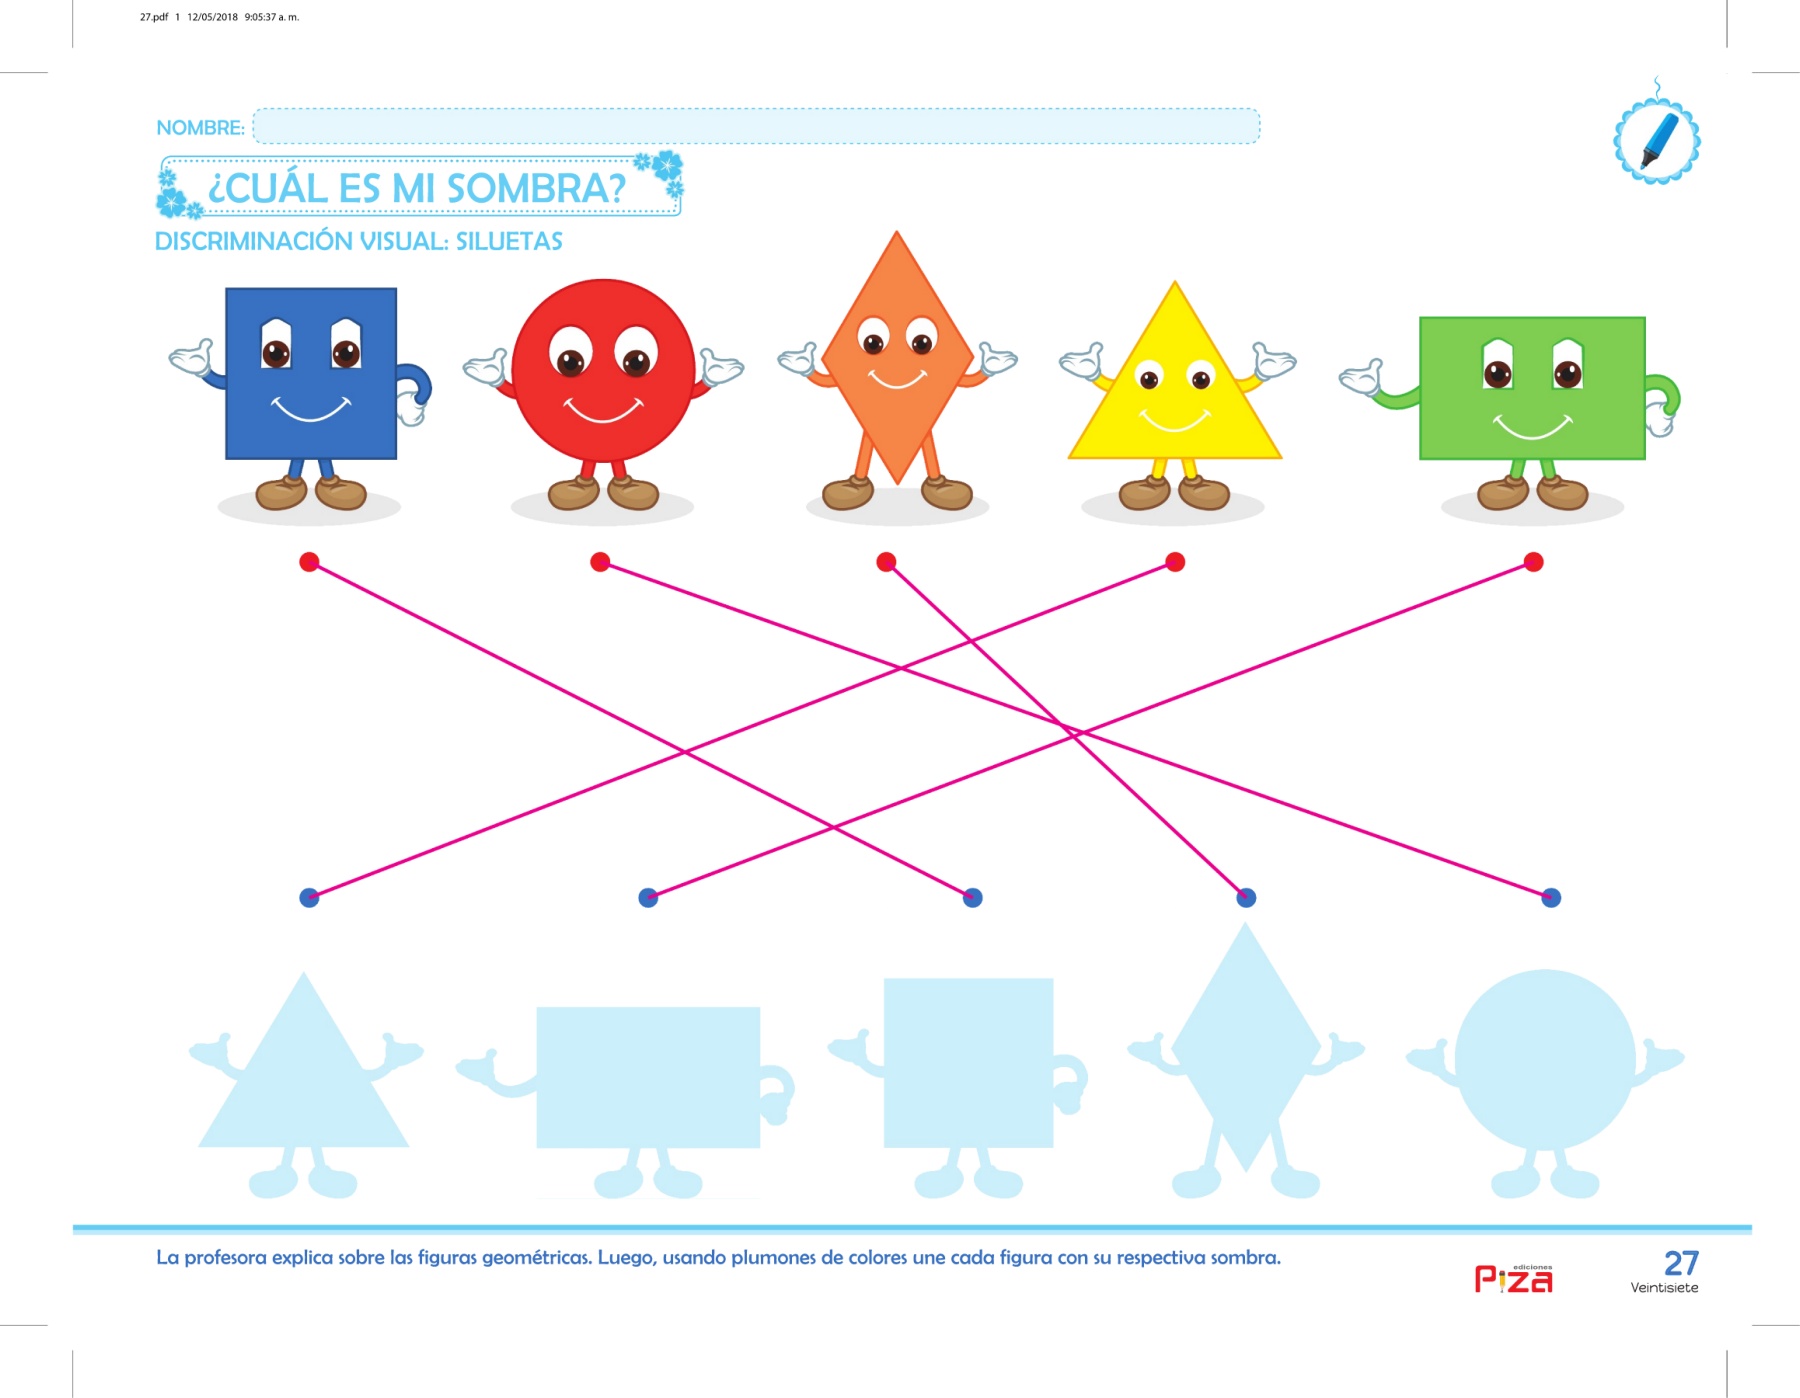 27.pdf 1 12/05/2018 9:05:37 a. m.
NOMBRE:
¿CUÁL ES MI SOMBRA?
DISCRIMINACIÓN VISUAL: SILUETAS
La profesora explica sobre las figuras geométricas. Luego, usando plumones de colores une cada figura con su respectiva sombra.
ediciones
Piza
27
Veintisiete